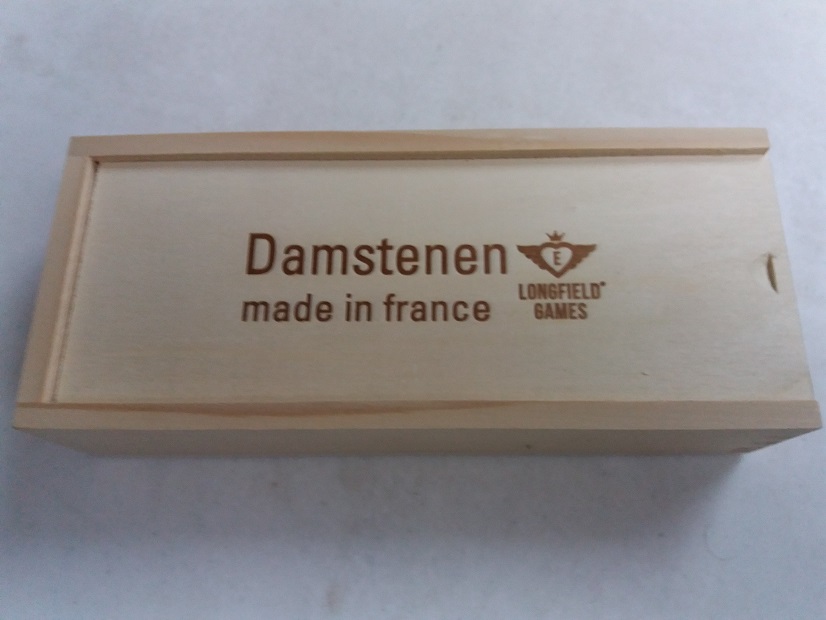 Damstenen
made in france
E
LONGFIELD®
GAMES